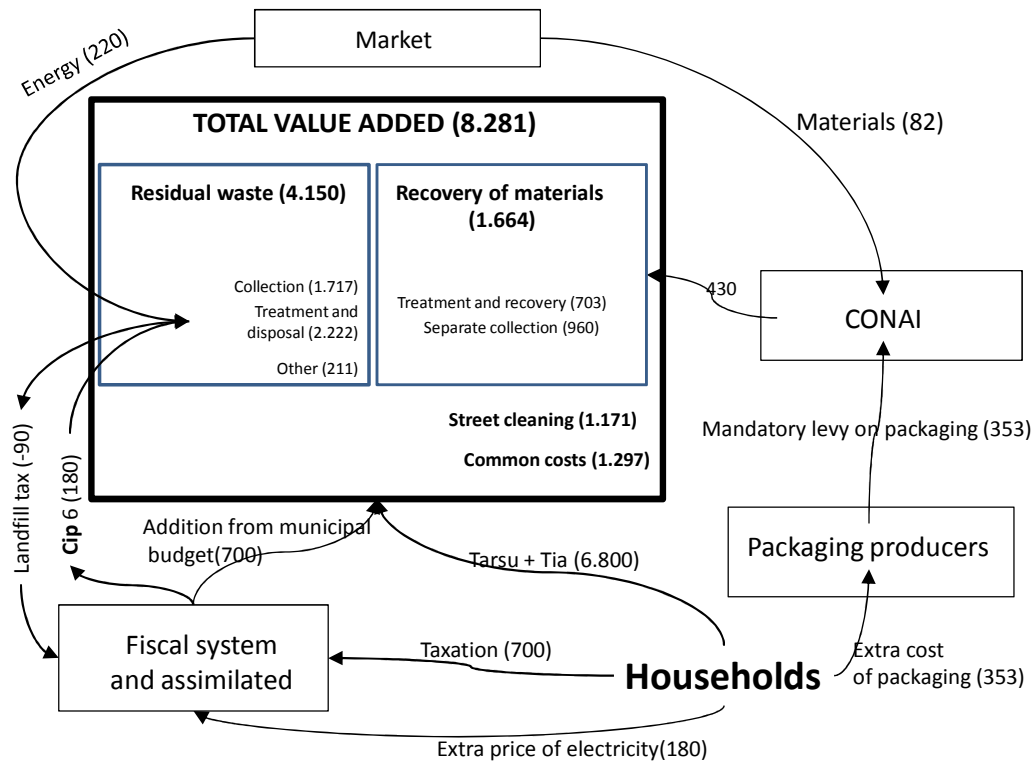 Market
Energy (220)
TOTAL VALUE ADDED (8.281)
Materials (82)
Residual waste (4.150)
Recovery of materials
(1.664)
Collection (1.717)
Treatment and
disposal (2.222)
Other (211)
Treatment and recovery (703)
Separate collection (960)
430
CONAI
Street cleaning (1.171)
Common costs (1.297)
Mandatory levy on packaging (353)
Landfill tax (-90)
Cip 6 (180)
Addition from municipal
budget(700)
Tarsu + Tia (6.800)
Packaging producers
Fiscal system
and assimilated
Taxation (700)
Households
Extra cost
of packaging (353)
Extra price of electricity(180)